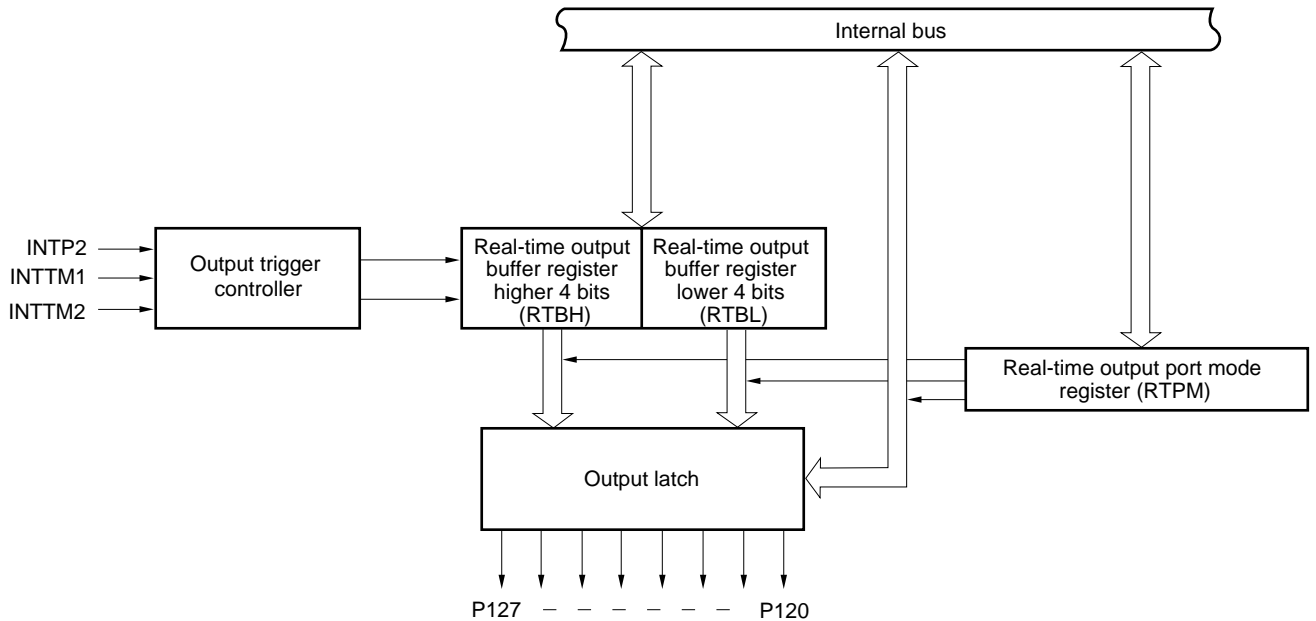 Internal bus
INTP2
INTTM1
INTTM2
Output trigger
controller
Real-time output
buffer register
higher 4 bits
(RTBH)
Real-time output
buffer register
lower 4 bits
(RTBL)
Real-time output port mode
register (RTPM)
Output latch
P127 – – – – – – P120